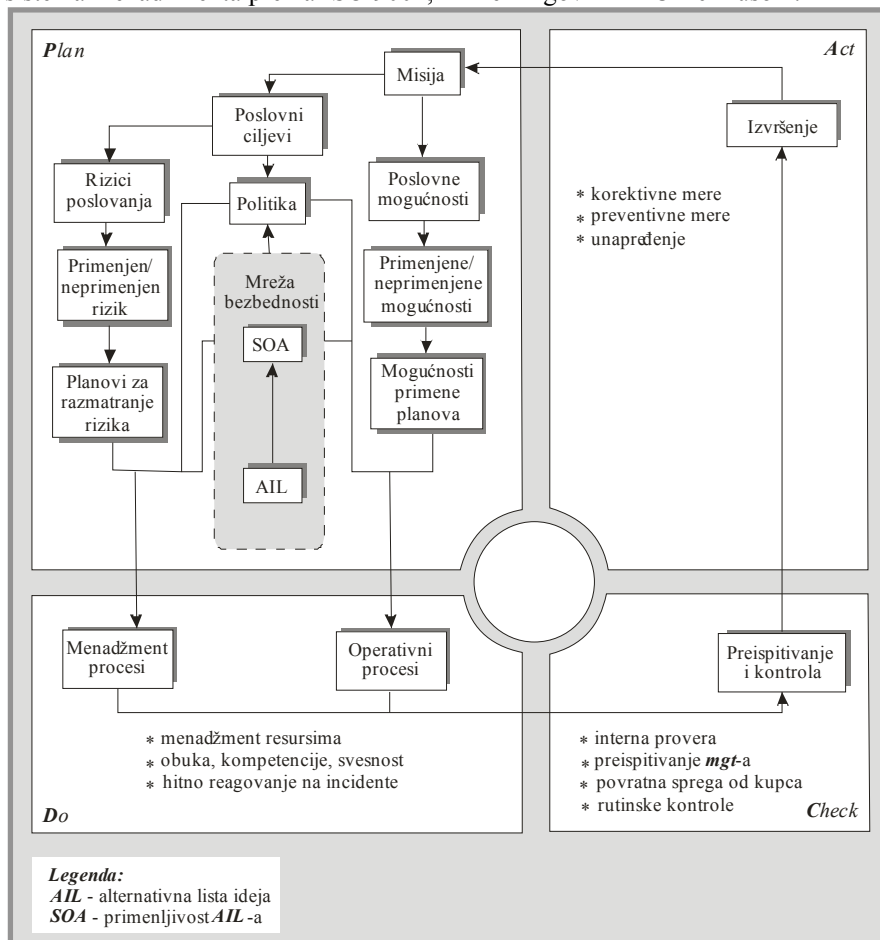 Plan
Act
Misija
Poslovni
ciljevi
Izvršenje
Rizici
poslovanja
Politika
Poslovne
mogućnosti
* korektivne mere
* preventivne mere
* unapređenje
Primenjen/
neprimenjen
rizik
Mreža
bezbednosti
Primenjene/
neprimenjene
mogućnosti
SOA
Planovi za
razmatranje
rizika
Mogućnosti
primene
planova
AIL
Menadžment
procesi
Operativni
procesi
Preispitivanje
i kontrola
* menadžment resursima
* obuka, kompetencije, svesnost
* hitno reagovanje na incidente
Do
* interna provera
* preispitivanje mgt-a
* povratna sprega od kupca
* rutinske kontrole
Check
Legenda:
AIL - alternativna lista ideja
SOA - primenljivost AIL-a